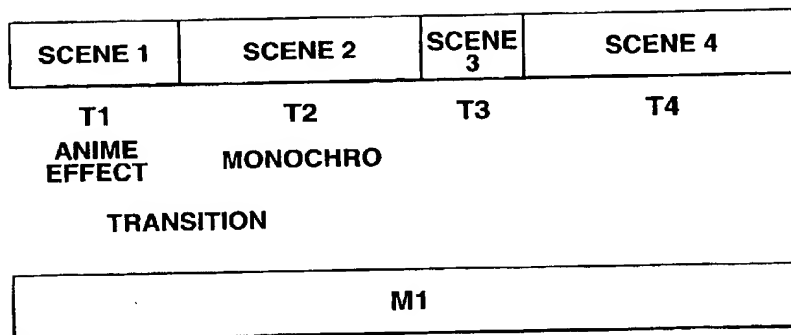 SCENE 1 SCENE 2 SCENE 3 SCENE 4
T1 T2 T3 T4
ANIME EFFECT MONOCHRO
TRANSITION
M1